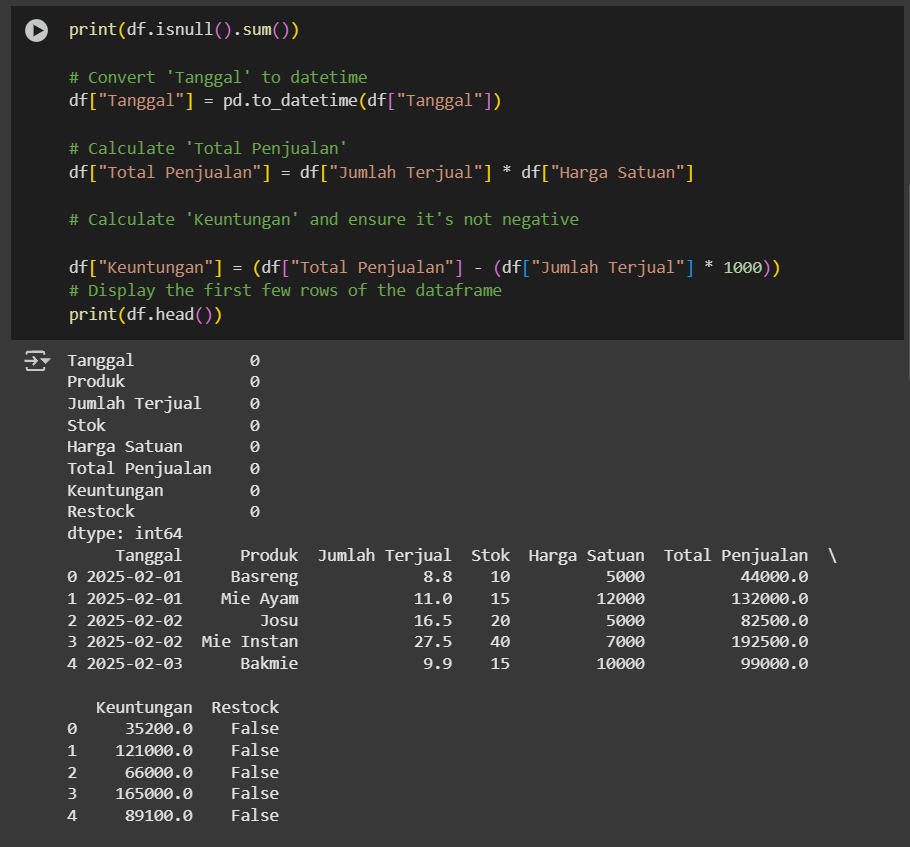 print(df.isnull().sum())
# Convert 'Tanggal' to datetime
df["Tanggal"] = pd.to_datetime(df["Tanggal"])
# Calculate 'Total Penjualan'
df["Total Penjualan"] = df["Jumlah Terjual"] * df["Harga Satuan"]
# Calculate 'Keuntungan' and ensure it's not negative
df["Keuntungan"] = (df["Total Penjualan"] - (df["Jumlah Terjual"] * 1000))
# Display the first few rows of the dataframe
print(df.head())
Tanggal            0
Produk             0
Jumlah Terjual     0
Stok               0
Harga Satuan       0
Total Penjualan    0
Keuntungan         0
Restock            0
dtype: int64
     Tanggal      Produk  Jumlah Terjual  Stok  Harga Satuan  Total Penjualan  \
0 2025-02-01     Basreng             8.8    10          5000          44000.0
1 2025-02-01    Mie Ayam            11.0    15         12000         132000.0
2 2025-02-02        Josu            16.5    20          5000          82500.0
3 2025-02-02  Mie Instan            27.5    40          7000         192500.0
4 2025-02-03      Bakmie             9.9    15         10000          99000.0
   Keuntungan  Restock
0     35200.0    False
1    121000.0    False
2     66000.0    False
3    165000.0    False
4     89100.0    False